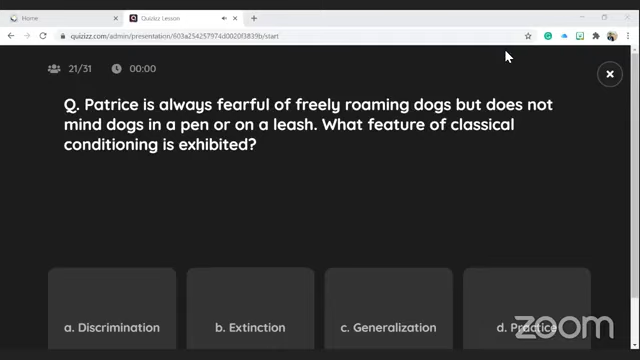 Home
Quizizz Lesson
quizizz.com/admin/presentation/603a254257974d0020f3839b/start
21/31
00:00
Q. Patrice is always fearful of freely roaming dogs but does not
mind dogs in a pen or on a leash. What feature of classical
conditioning is exhibited?
a. Discrimination
b. Extinction
c. Generalization
d. Practice
zoom